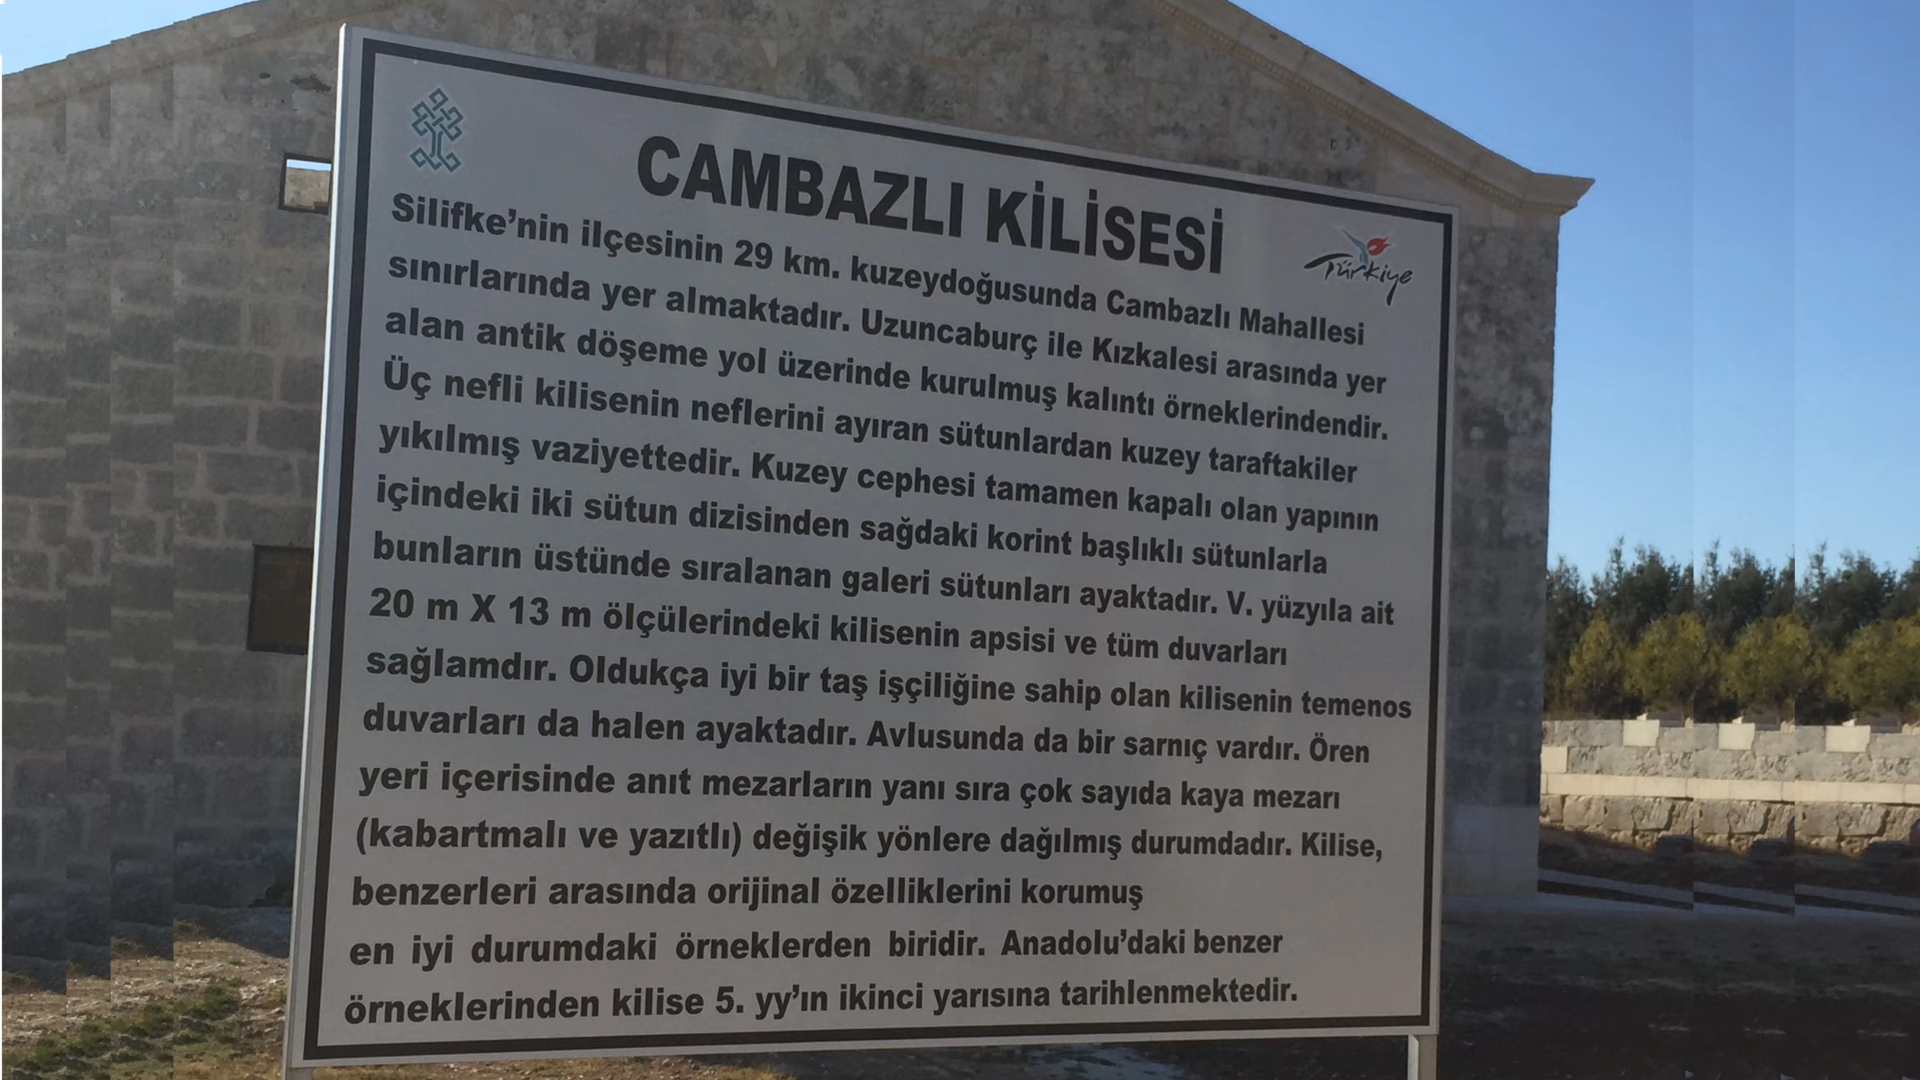 CAMBAZLI KİLİSESİ
Türkiye
Silifke’nin ilçesinin 29 km. kuzeydoğusunda Cambazlı Mahallesi
sınırlarında yer almaktadır. Uzuncaburç ile Kızkalesi arasında yer
alan antik döşeme yol üzerinde kurulmuş kalıntı örneklerindendir.
Üç nefli kilisenin neflerini ayıran sütunlardan kuzey taraftakiler
yıkılmış vaziyettedir. Kuzey cephesi tamamen kapalı olan yapının
içindeki iki sütun dizisinden sağdaki korint başlıklı sütunlarla
bunların üstünde sıralanan galeri sütunları ayaktadır. V. yüzyıla ait
20 m X 13 m ölçülerindeki kilisenin apsisi ve tüm duvarları
sağlamdır. Oldukça iyi bir taş işçiliğine sahip olan kilisenin temenos
duvarları da halen ayaktadır. Avlusunda da bir sarnıç vardır. Ören
yeri içerisinde anıt mezarların yanı sıra çok sayıda kaya mezarı
(kabartmalı ve yazıtlı) değişik yönlere dağılmış durumdadır. Kilise,
benzerleri arasında orijinal özelliklerini korumuş
en iyi durumdaki örneklerden biridir. Anadolu’daki benzer
örneklerinden kilise 5. yy’ın ikinci yarısına tarihlenmektedir.